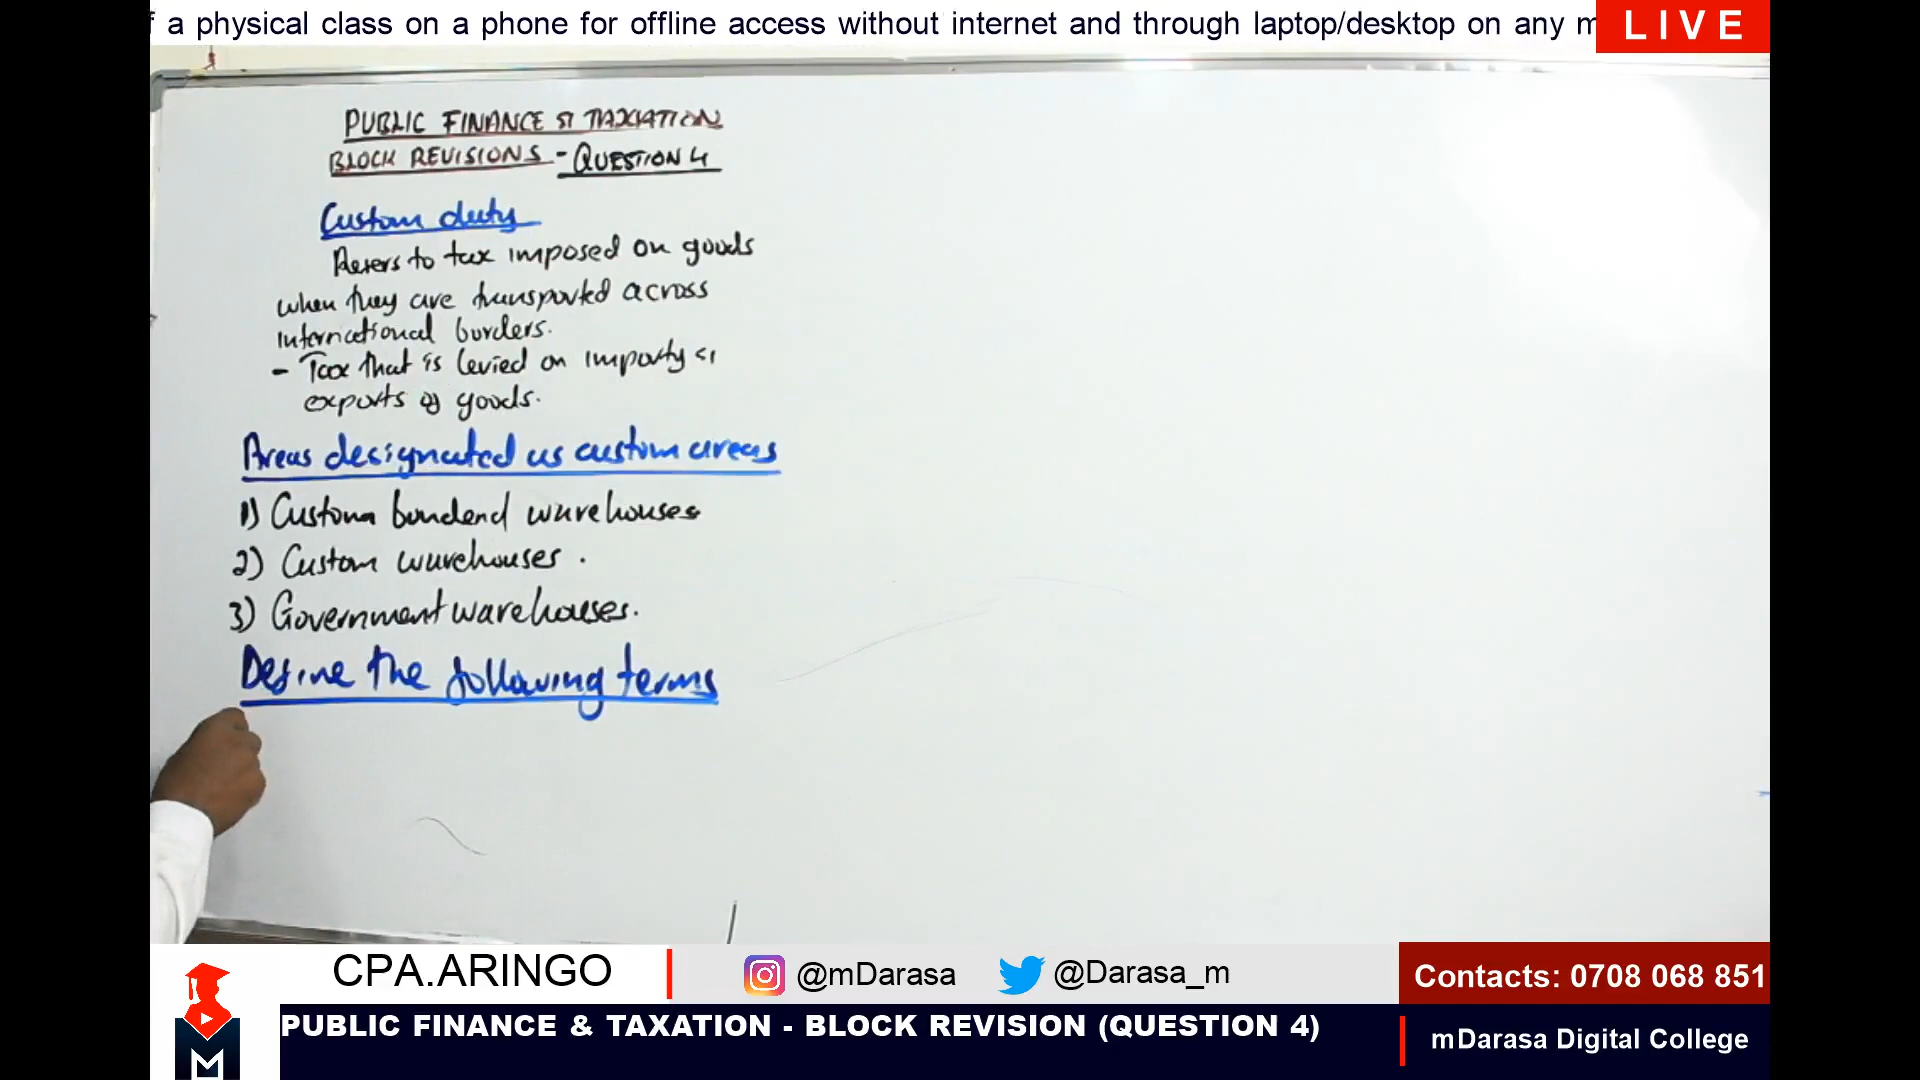 f a physical class on a phone for offline access without internet and through laptop/desktop on any m
LIVE
PUBLIC FINANCE & TAXATION
BLOCK REVISIONS - QUESTION 4
Custom duty
Refers to tax imposed on goods
when they are transported across
international borders.
- Tax that is levied on imports &
exports of goods.
Areas designated as custom areas
1) Custom bondend warehouses
2) Custom warehouses.
3) Government warehouses.
Define the following terms
CPA.ARINGO
@mDarasa
@Darasa_m
Contacts: 0708 068 851
M
PUBLIC FINANCE & TAXATION - BLOCK REVISION (QUESTION 4)
mDarasa Digital College